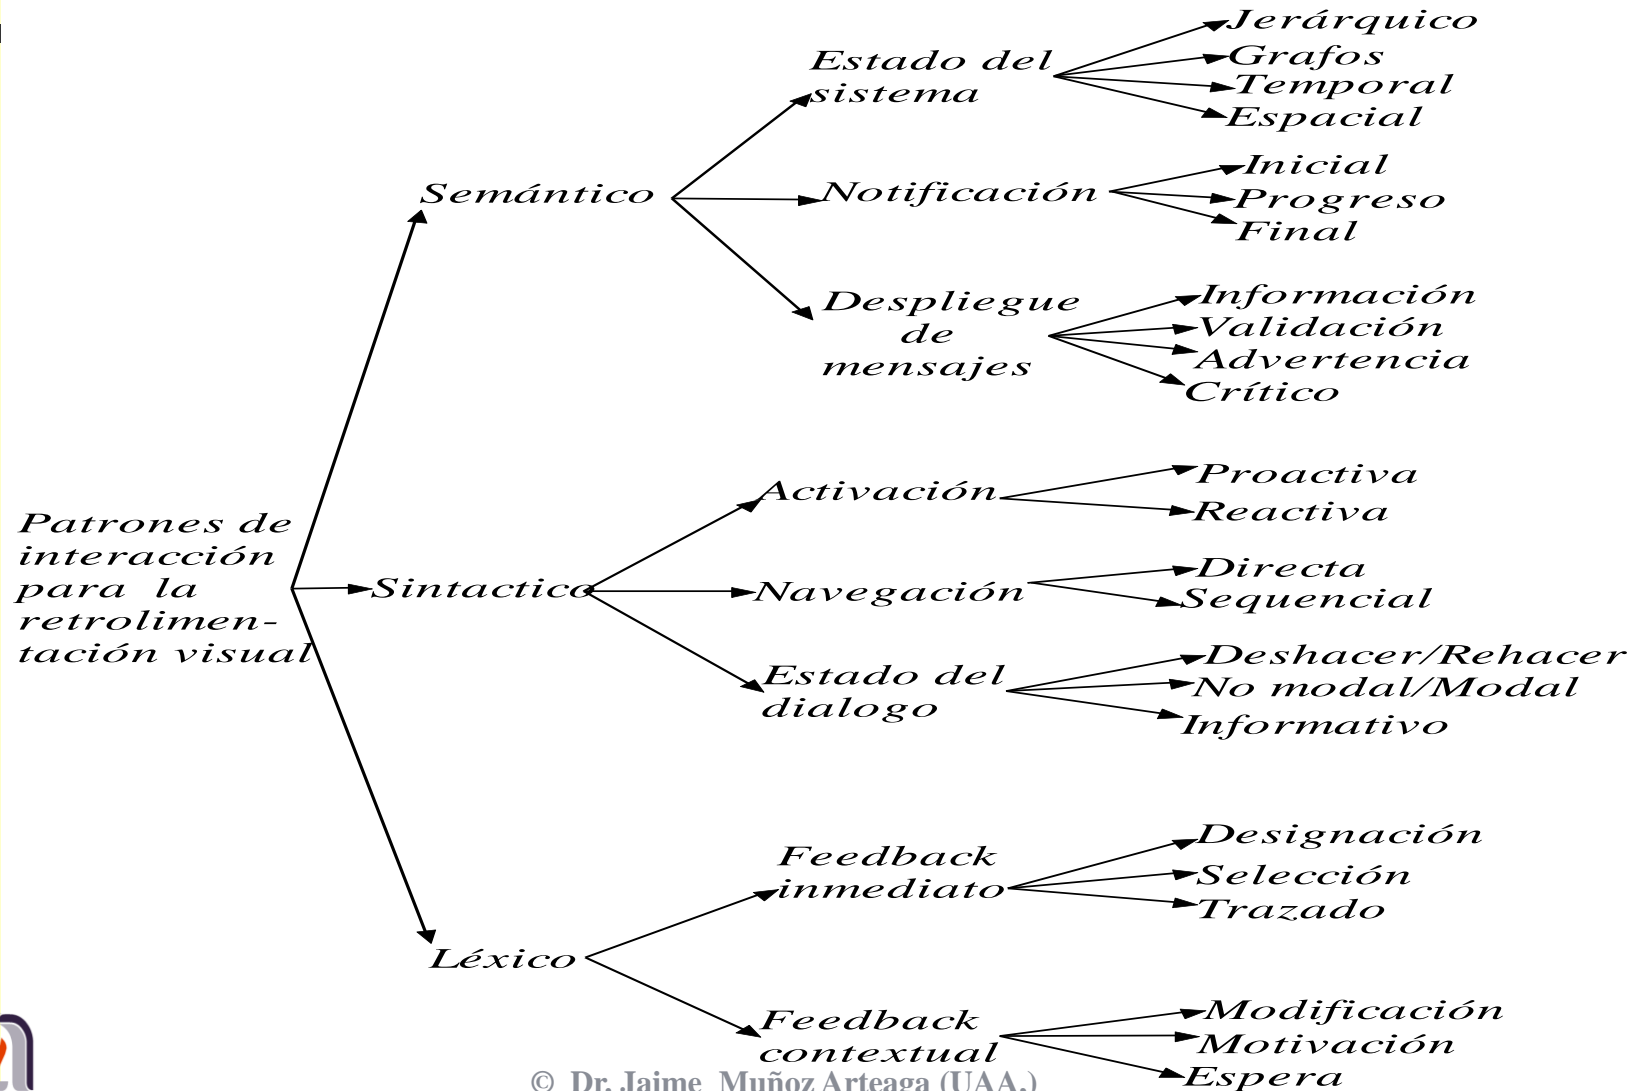 Patrones de
interacción
para la
retrolimen-
tación visual
Semántico
Estado del
sistema
Jerárquico
Grafos
Temporal
Espacial
Notificación
Inicial
Progreso
Final
Despliegue
de
mensajes
Información
Validación
Advertencia
Crítico
Sintactico
Activación
Proactiva
Reactiva
Navegación
Directa
Sequencial
Estado del
dialogo
Deshacer/Rehacer
No modal/Modal
Informativo
Léxico
Feedback
inmediato
Designación
Selección
Trazado
Feedback
contextual
Modificación
Motivación
Espera
© Dr. Jaime Muñoz Arteaga (UAA.)